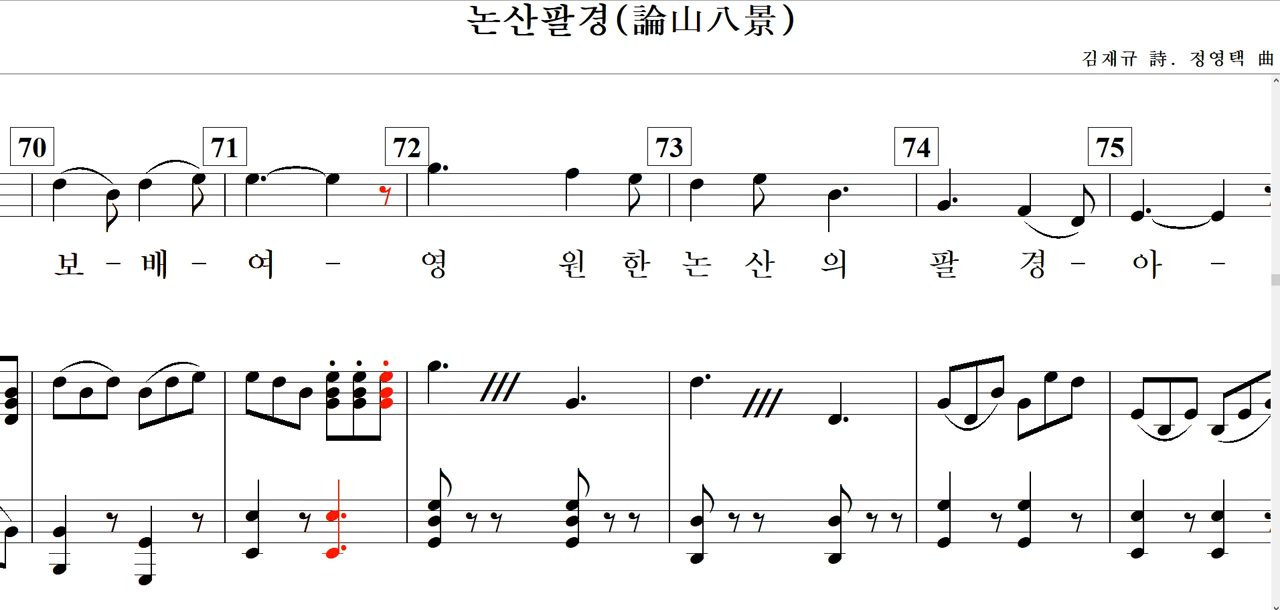 논산팔경(論山八景)
김재규 詩. 정영택 曲
70 71 72 73 74 75
보 - 배 - 여 - 영 원 한 논 산 의 팔 경 - 아 -